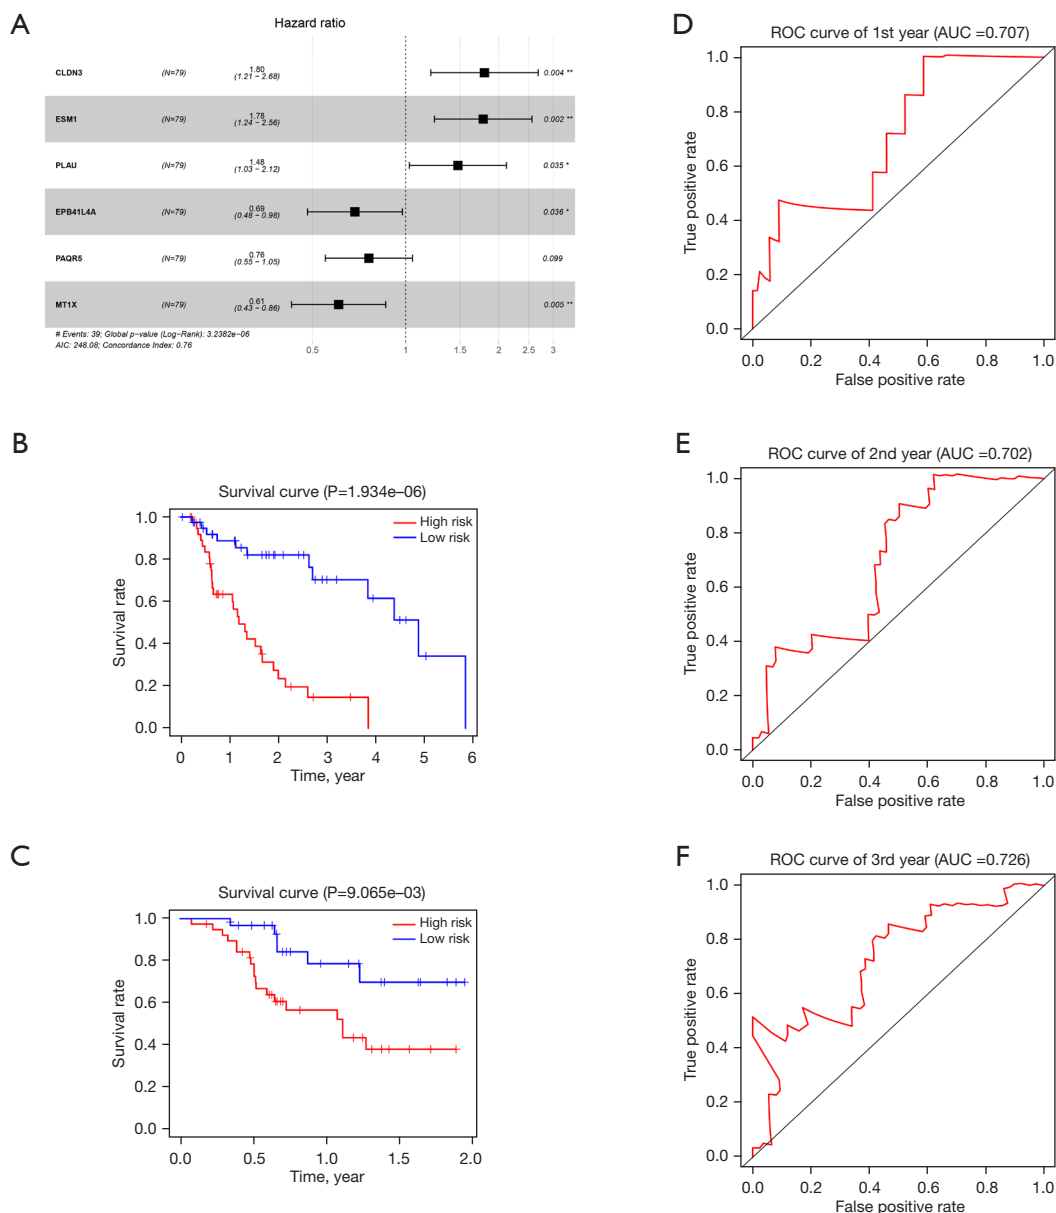 A
Hazard ratio
CLDN3 (N=79) 1.80 (1.21 − 2.68) 0.004 **
ESM1 (N=79) 1.78 (1.24 − 2.56) 0.002 **
PLAU (N=79) 1.48 (1.03 − 2.12) 0.035 *
EPB41L4A (N=79) 0.69 (0.48 − 0.98) 0.036 *
PAQR5 (N=79) 0.76 (0.55 − 1.05) 0.099
MT1X (N=79) 0.61 (0.43 − 0.86) 0.005 **
# Events: 39; Global p−value (Log−Rank): 3.2382e−06
AIC: 248.08; Concordance Index: 0.76
0.5 1 1.5 2 2.5 3
B
Survival curve (P=1.934e–06)
High risk
Low risk
Survival rate
1.0
0.8
0.6
0.4
0.2
0.0
0 1 2 3 4 5 6
Time, year
C
Survival curve (P=9.065e–03)
High risk
Low risk
Survival rate
1.0
0.8
0.6
0.4
0.2
0.0
0.0 0.5 1.0 1.5 2.0
Time, year
D
ROC curve of 1st year (AUC =0.707)
True positive rate
1.0
0.8
0.6
0.4
0.2
0.0
0.0 0.2 0.4 0.6 0.8 1.0
False positive rate
E
ROC curve of 2nd year (AUC =0.702)
True positive rate
1.0
0.8
0.6
0.4
0.2
0.0
0.0 0.2 0.4 0.6 0.8 1.0
False positive rate
F
ROC curve of 3rd year (AUC =0.726)
True positive rate
1.0
0.8
0.6
0.4
0.2
0.0
0.0 0.2 0.4 0.6 0.8 1.0
False positive rate